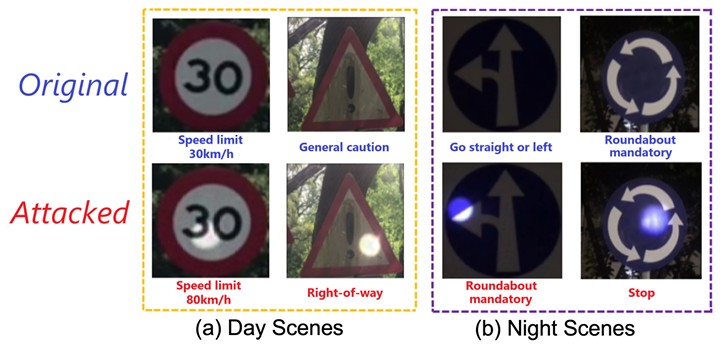 Original
30
Speed limit
30km/h
General caution
Go straight or left
Roundabout
mandatory
Attacked
30
Speed limit
80km/h
Right-of-way
Roundabout
mandatory
Stop
(a) Day Scenes
(b) Night Scenes